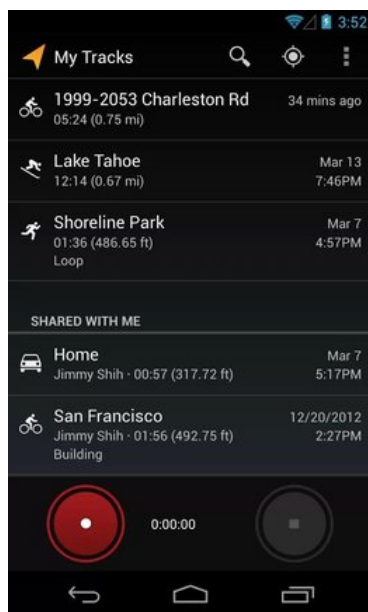 3:52
My Tracks
1999-2053 Charleston Rd
34 mins ago
05:24 (0.75 mi)
Lake Tahoe
Mar 13
12:14 (0.67 mi)
7:46PM
Shoreline Park
Mar 7
01:36 (486.65 ft)
4:57PM
Loop
SHARED WITH ME
Home
Mar 7
Jimmy Shih · 00:57 (317.72 ft)
5:17PM
San Francisco
12/20/2012
Jimmy Shih · 01:56 (492.75 ft)
2:27PM
Building
0:00:00